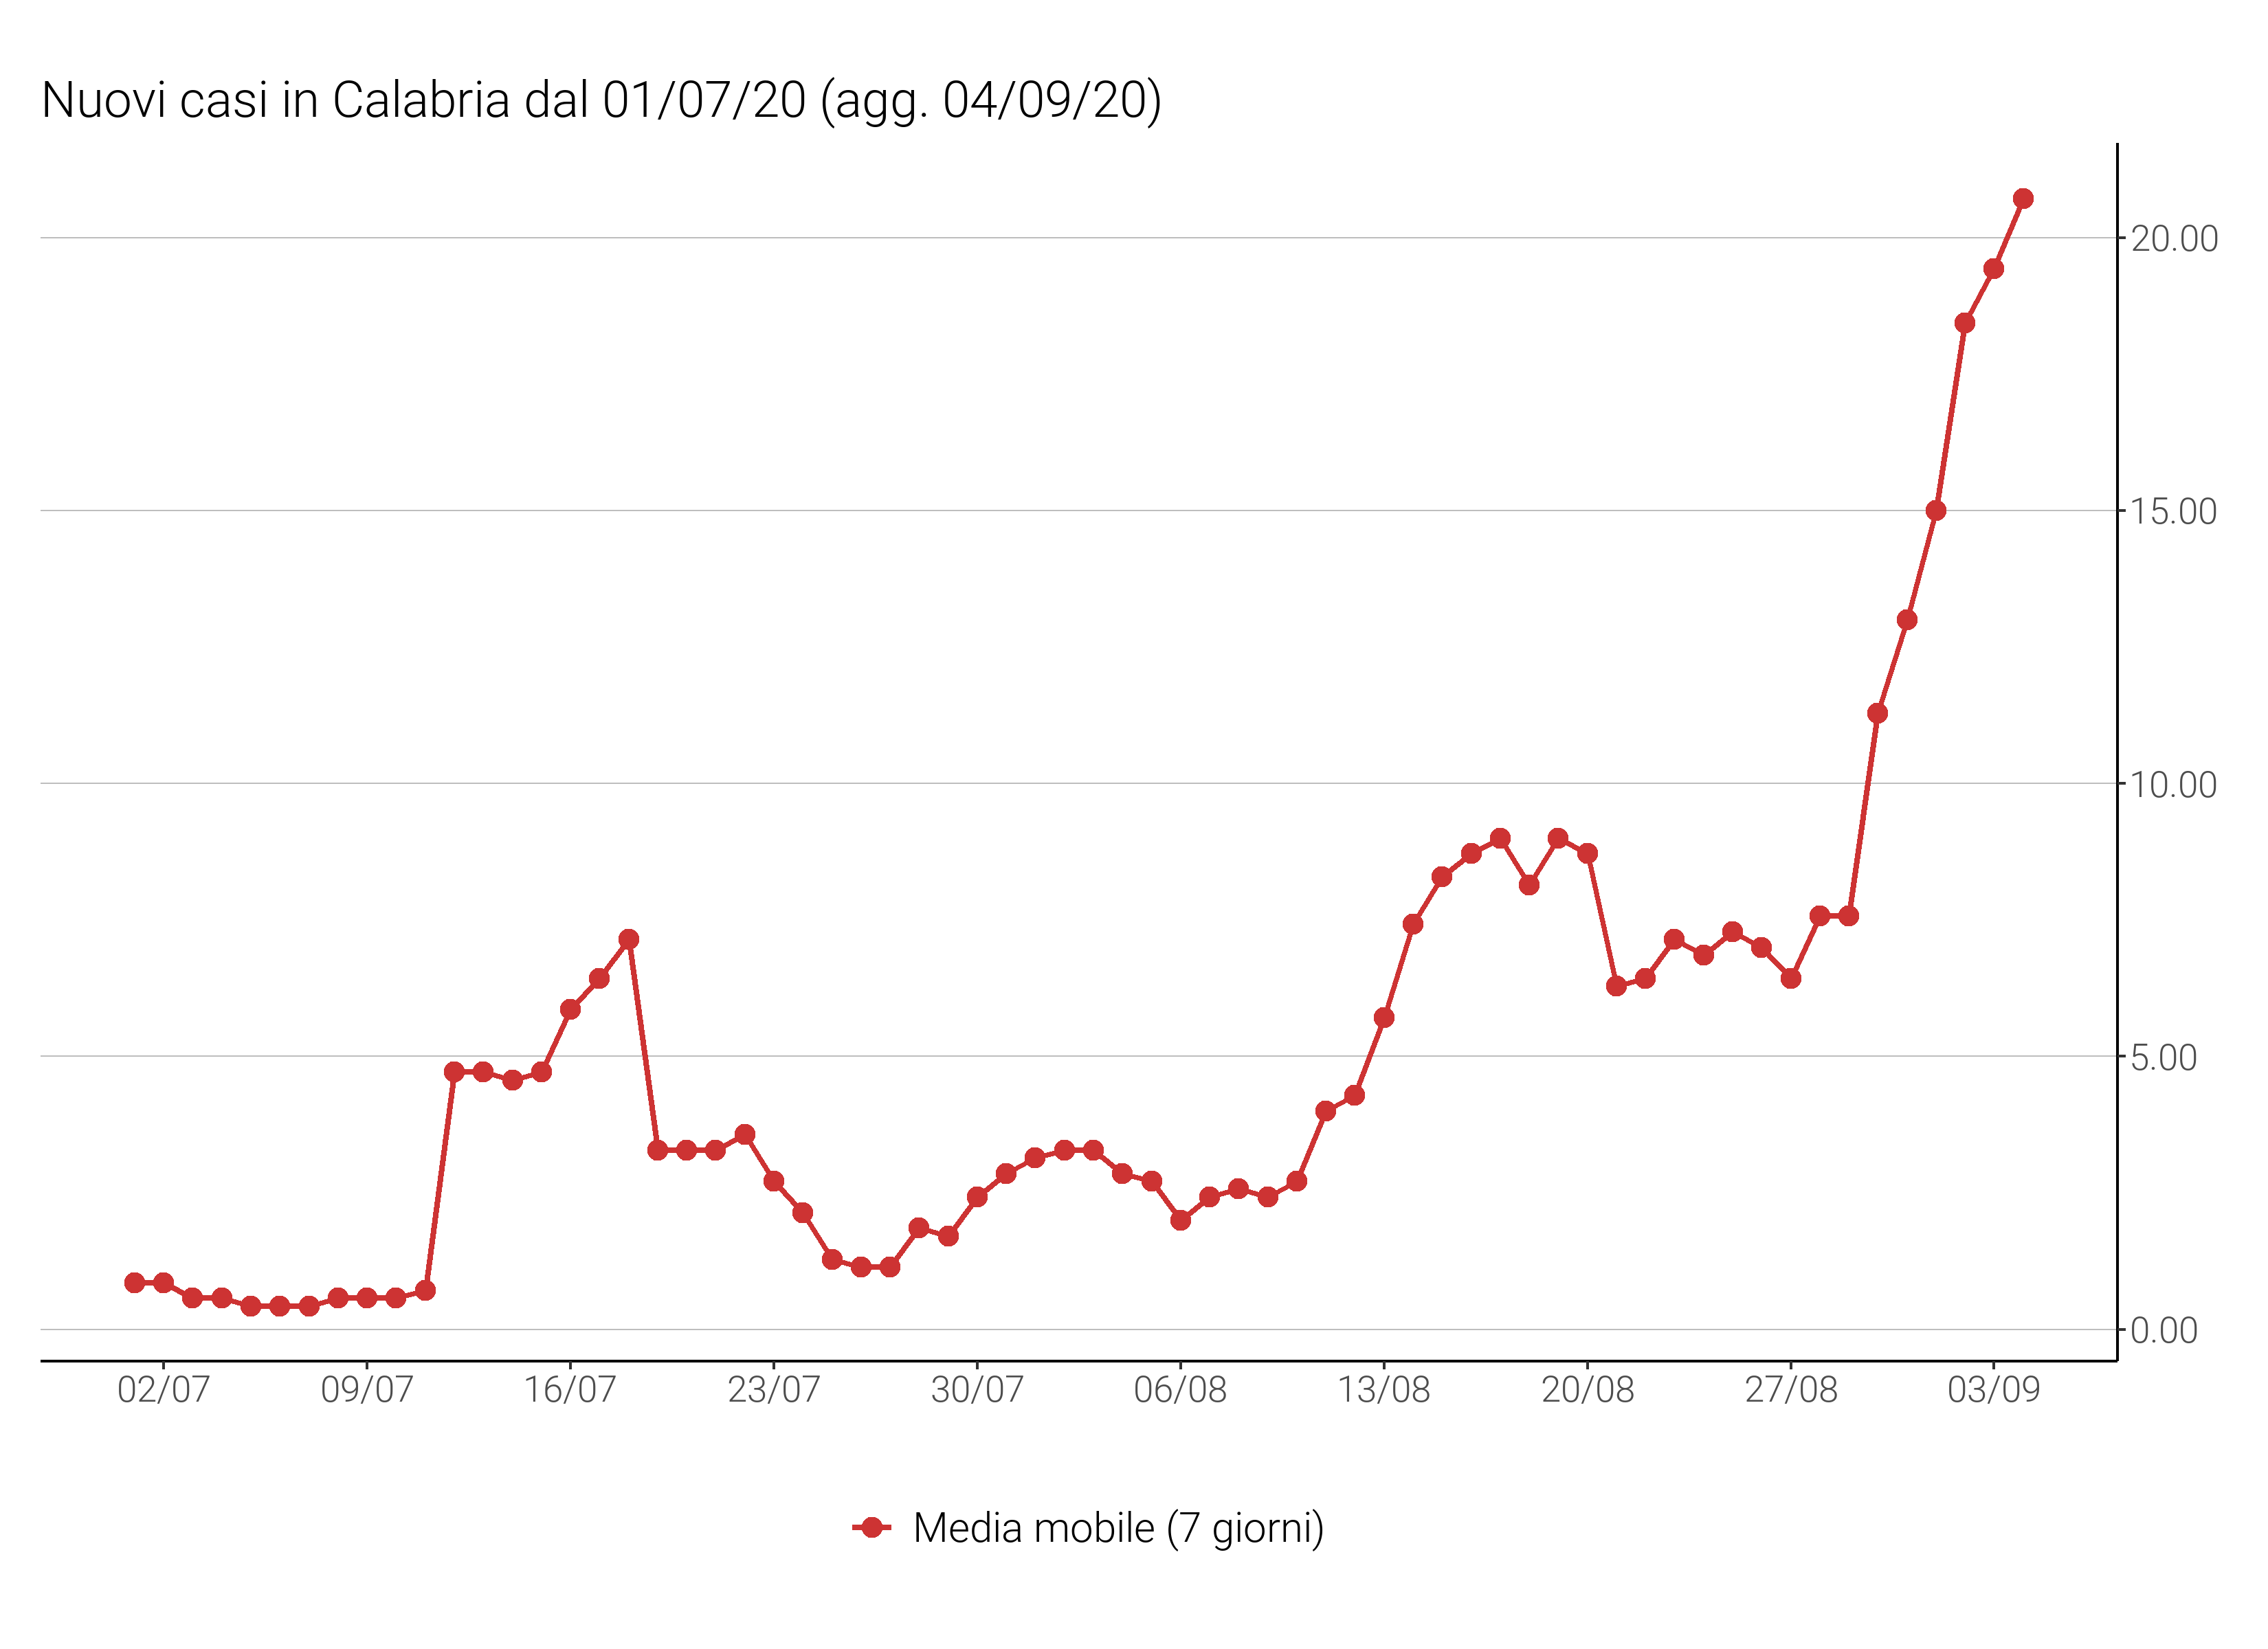 Nuovi casi in Calabria dal 01/07/20 (agg. 04/09/20)
20.00
15.00
10.00
5.00
0.00
02/07 09/07 16/07 23/07 30/07 06/08 13/08 20/08 27/08 03/09
Media mobile (7 giorni)